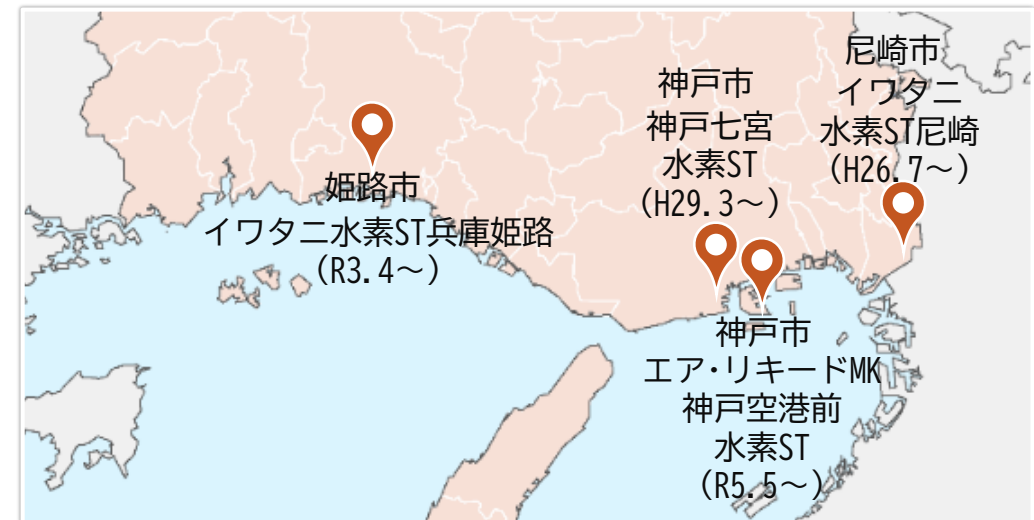 尼崎市
イワタニ
水素ST尼崎
(H26.7～)
神戸市
神戸七宮
水素ST
(H29.3～)
姫路市
イワタニ水素ST兵庫姫路
(R3.4～)
神戸市
エア・リキードMK
神戸空港前
水素ST
(R5.5～)